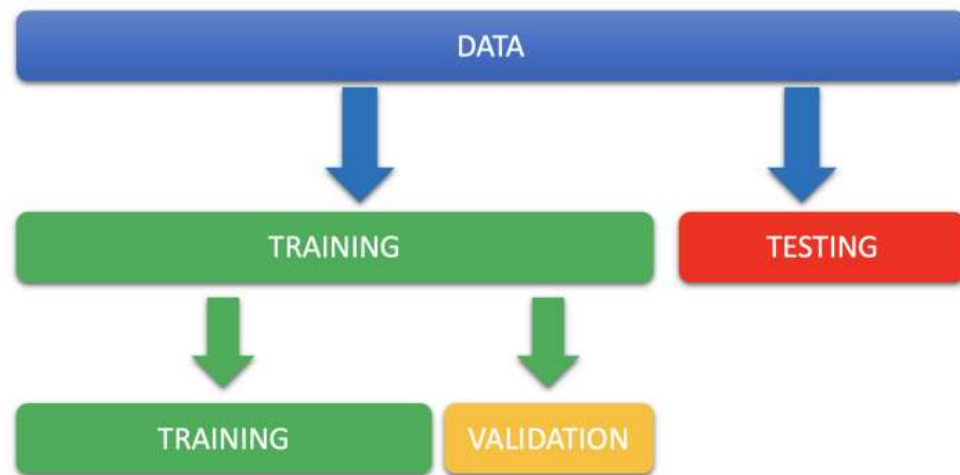 DATA
TRAINING
TESTING
TRAINING
VALIDATION